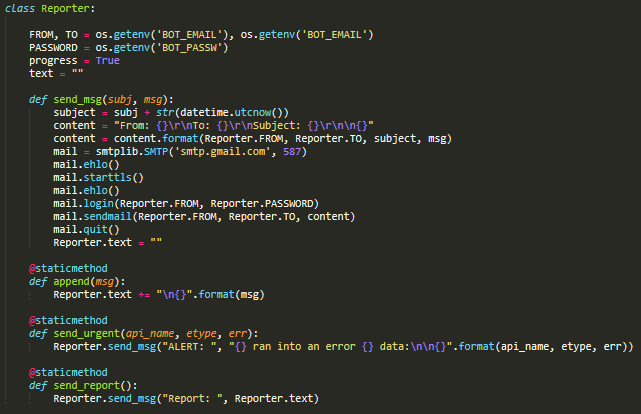 class Reporter:
FROM, TO = os.getenv('BOT_EMAIL'), os.getenv('BOT_EMAIL')
PASSWORD = os.getenv('BOT_PASSW')
progress = True
text = ""
def send_msg(subj, msg):
subject = subj + str(datetime.utcnow())
content = "From: {}\r\nTo: {}\r\nSubject: {}\r\n\n{}"
content = content.format(Reporter.FROM, Reporter.TO, subject, msg)
mail = smtplib.SMTP('smtp.gmail.com', 587)
mail.ehlo()
mail.starttls()
mail.ehlo()
mail.login(Reporter.FROM, Reporter.PASSWORD)
mail.sendmail(Reporter.FROM, Reporter.TO, content)
mail.quit()
Reporter.text = ""
@staticmethod
def append(msg):
Reporter.text += "\n{}".format(msg)
@staticmethod
def send_urgent(api_name, etype, err):
Reporter.send_msg("ALERT: ", "{} ran into an error {} data:\n\n{}".format(api_name, etype, err))
@staticmethod
def send_report():
Reporter.send_msg("Report: ", Reporter.text)